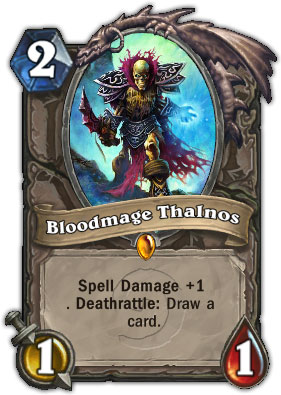 2
Bloodmage Thalnos
Spell Damage +1
. Deathrattle: Draw a
card.
1 1